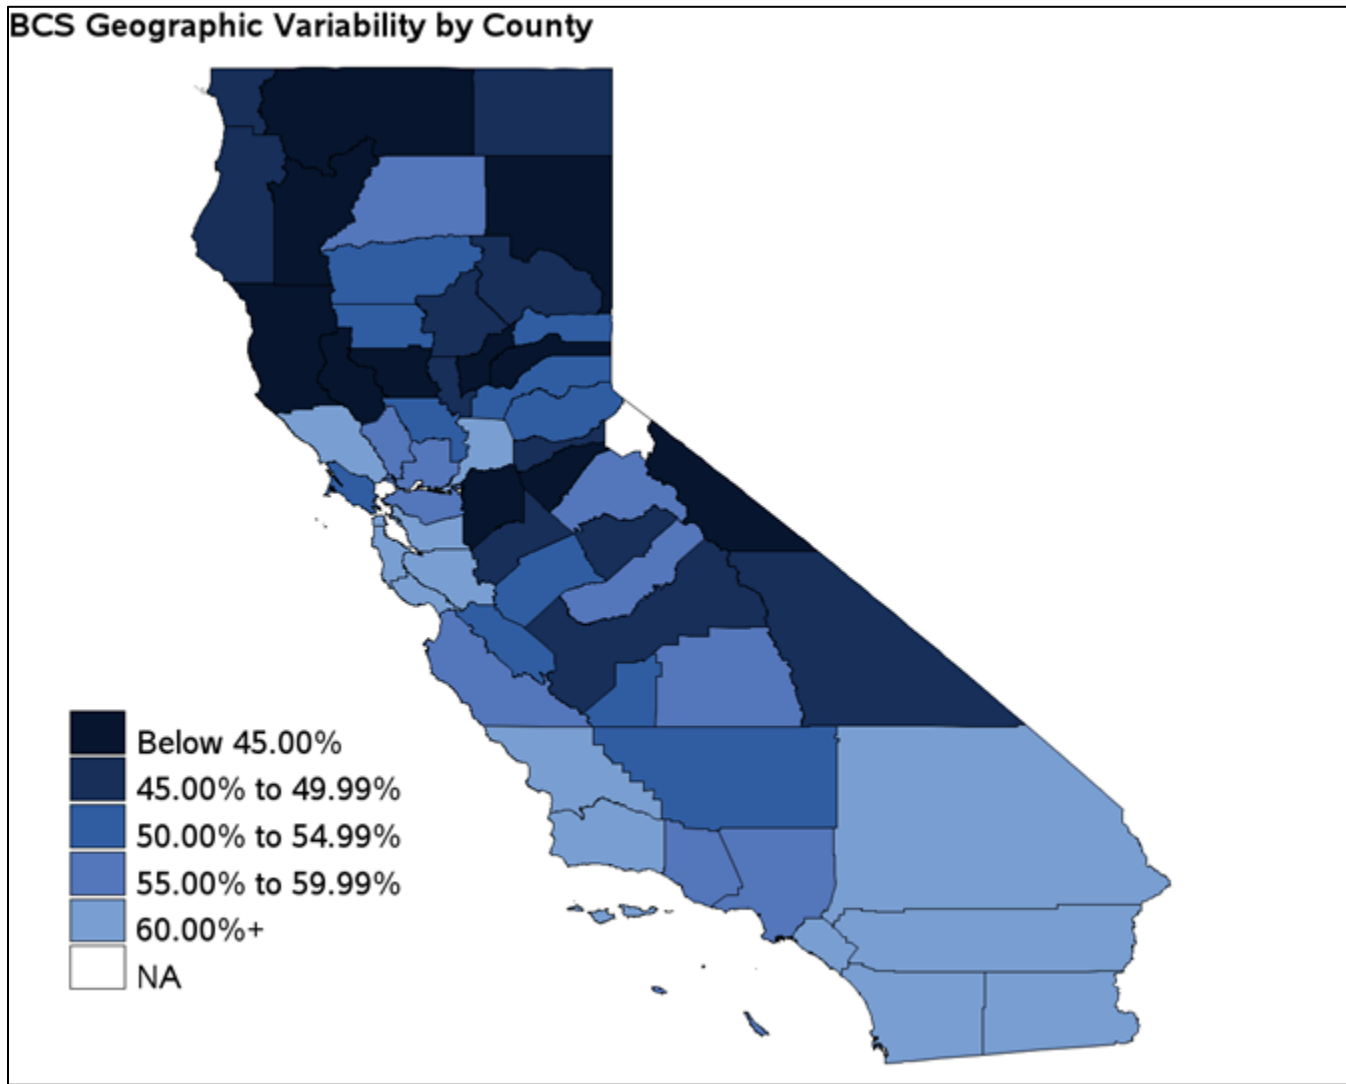 BCS Geographic Variability by County
Below 45.00%
45.00% to 49.99%
50.00% to 54.99%
55.00% to 59.99%
60.00%+
NA